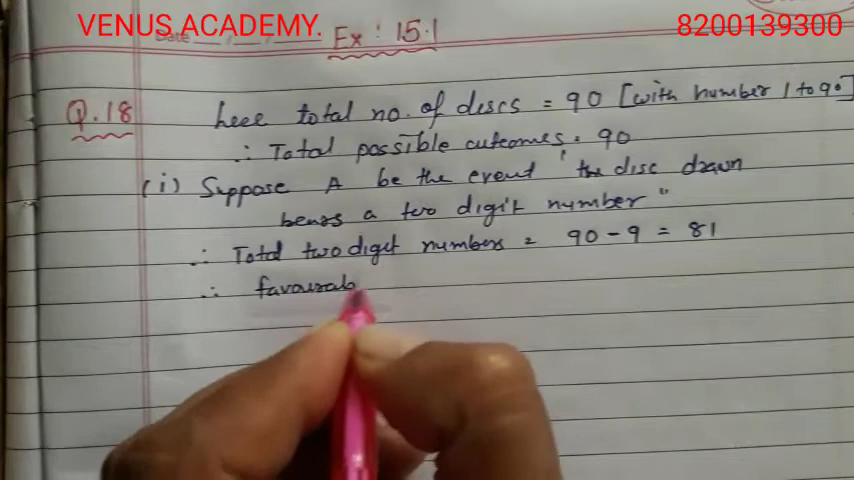 VENUS ACADEMY. 8200139300
Date
Ex : 15.1
Q.18 here total no. of discs = 90 [with number 1 to 90]
∴ Total possible outcomes = 90
(i) Suppose A be the event "the disc drawn
bears a two digit number"
∴ Total two digit numbers = 90 - 9 = 81
∴ favourab